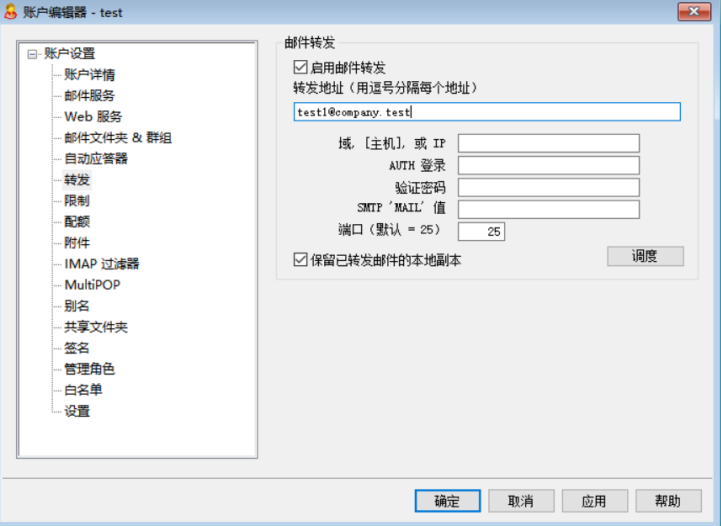 账户编辑器 - test
账户设置
账户详情
邮件服务
Web 服务
邮件文件夹 & 群组
自动应答器
转发
限制
配额
附件
IMAP 过滤器
MultiPOP
别名
共享文件夹
签名
管理角色
白名单
设置
邮件转发
启用邮件转发
转发地址（用逗号分隔每个地址）
test1@company.test
域, [主机], 或 IP
AUTH 登录
验证密码
SMTP 'MAIL' 值
端口（默认 = 25） 25
保留已转发邮件的本地副本
调度
确定 取消 应用 帮助